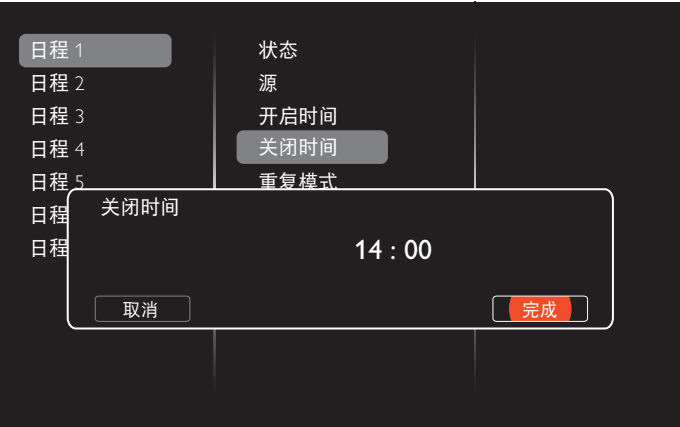 日程 1
日程 2
日程 3
日程 4
日程 5
日程
日程
状态
源
开启时间
关闭时间
重复模式
关闭时间
14 : 00
取消
完成